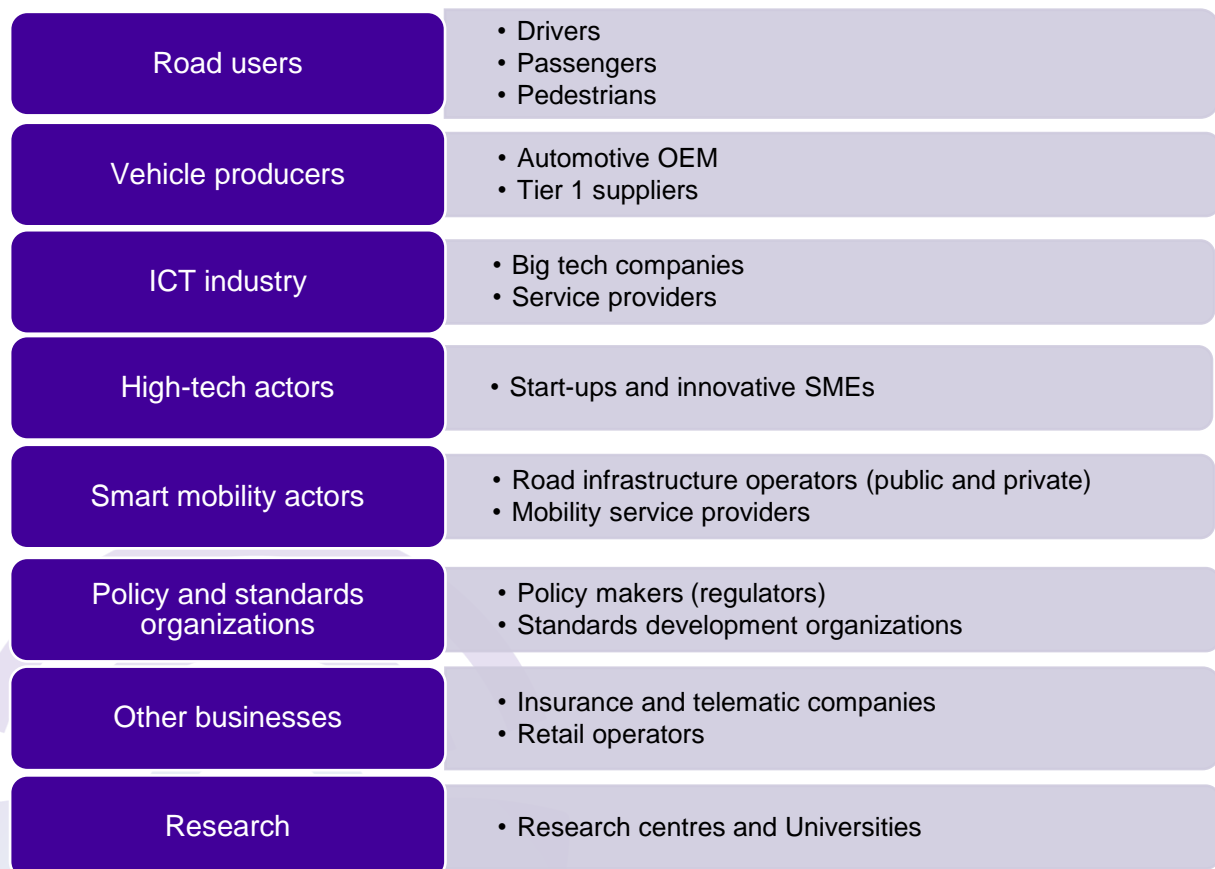 Road users
• Drivers
• Passengers
• Pedestrians
Vehicle producers
• Automotive OEM
• Tier 1 suppliers
ICT industry
• Big tech companies
• Service providers
High-tech actors
• Start-ups and innovative SMEs
Smart mobility actors
• Road infrastructure operators (public and private)
• Mobility service providers
Policy and standards
organizations
• Policy makers (regulators)
• Standards development organizations
Other businesses
• Insurance and telematic companies
• Retail operators
Research
• Research centres and Universities